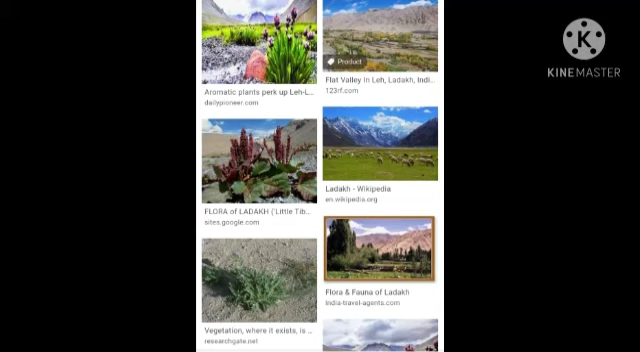 Aromatic plants perk up Leh-L...
dailypioneer.com
FLORA of LADAKH ('Little Tib...
sites.google.com
Vegetation, where it exists, is ...
researchgate.net
Product
Flat Valley In Leh, Ladakh, Indi...
123rf.com
Ladakh - Wikipedia
en.wikipedia.org
Flora & Fauna of Ladakh
india-travel-agents.com
K
KINEMASTER